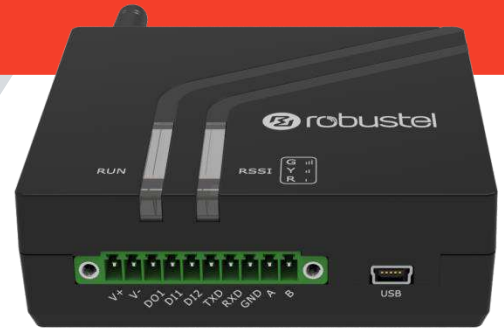 robustel
RUN
RSSI
G
Y
R
V+ V- DO1 DI1 DI2 TXD RXD GND A B
USB